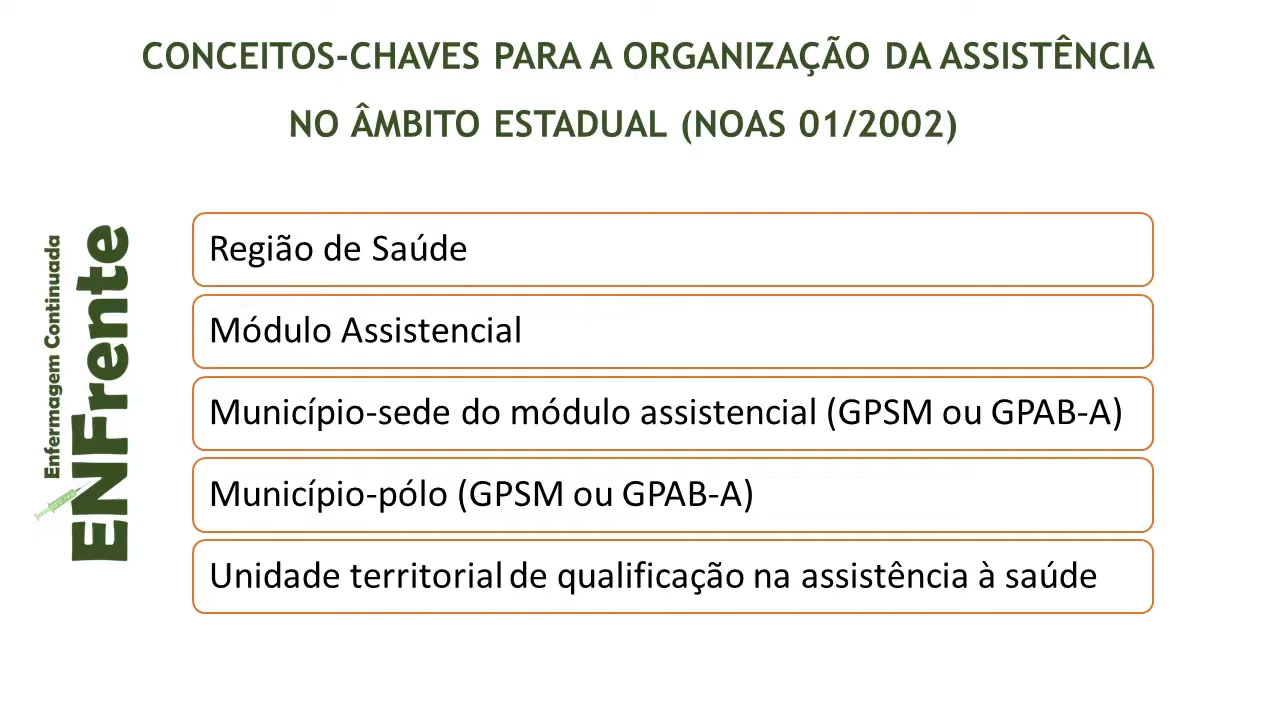 CONCEITOS-CHAVES PARA A ORGANIZAÇÃO DA ASSISTÊNCIA
NO ÂMBITO ESTADUAL (NOAS 01/2002)
Enfermagem Continuada
ENFrente
Região de Saúde
Módulo Assistencial
Município-sede do módulo assistencial (GPSM ou GPAB-A)
Município-pólo (GPSM ou GPAB-A)
Unidade territorial de qualificação na assistência à saúde